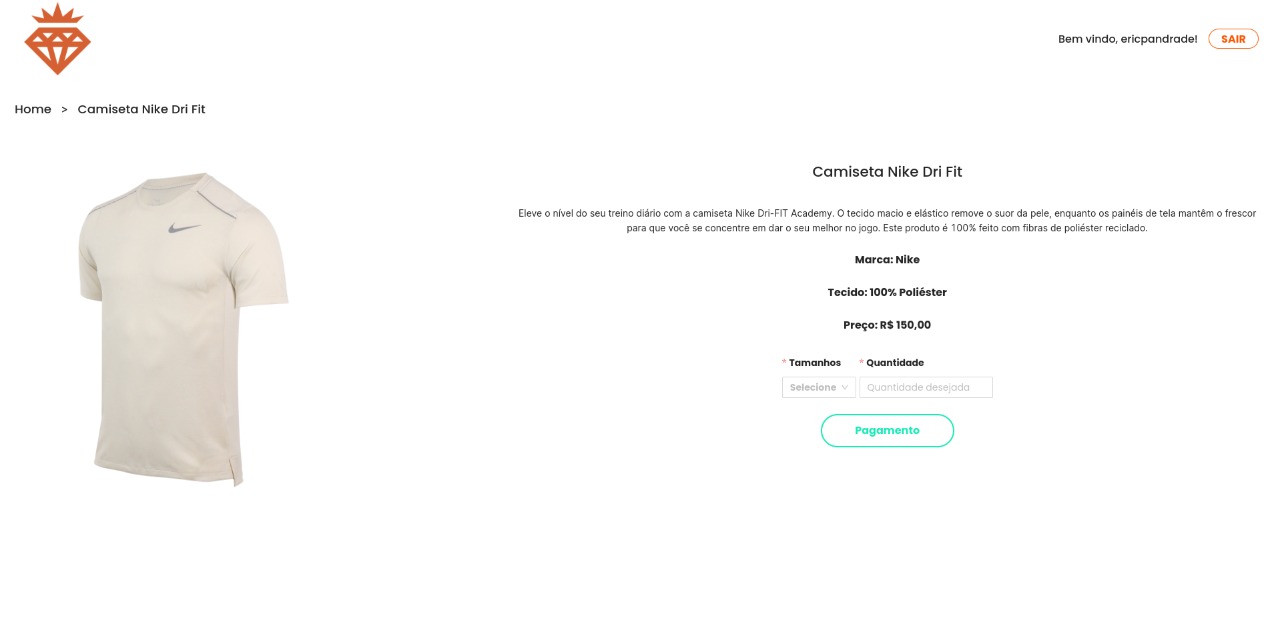 Bem vindo, ericpandrade! SAIR
Home > Camiseta Nike Dri Fit
Camiseta Nike Dri Fit
Eleve o nível do seu treino diário com a camiseta Nike Dri-FIT Academy. O tecido macio e elástico remove o suor da pele, enquanto os painéis de tela mantêm o frescor
para que você se concentre em dar o seu melhor no jogo. Este produto é 100% feito com fibras de poliéster reciclado.
Marca: Nike
Tecido: 100% Poliéster
Preço: R$ 150,00
* Tamanhos * Quantidade
Selecione Quantidade desejada
Pagamento